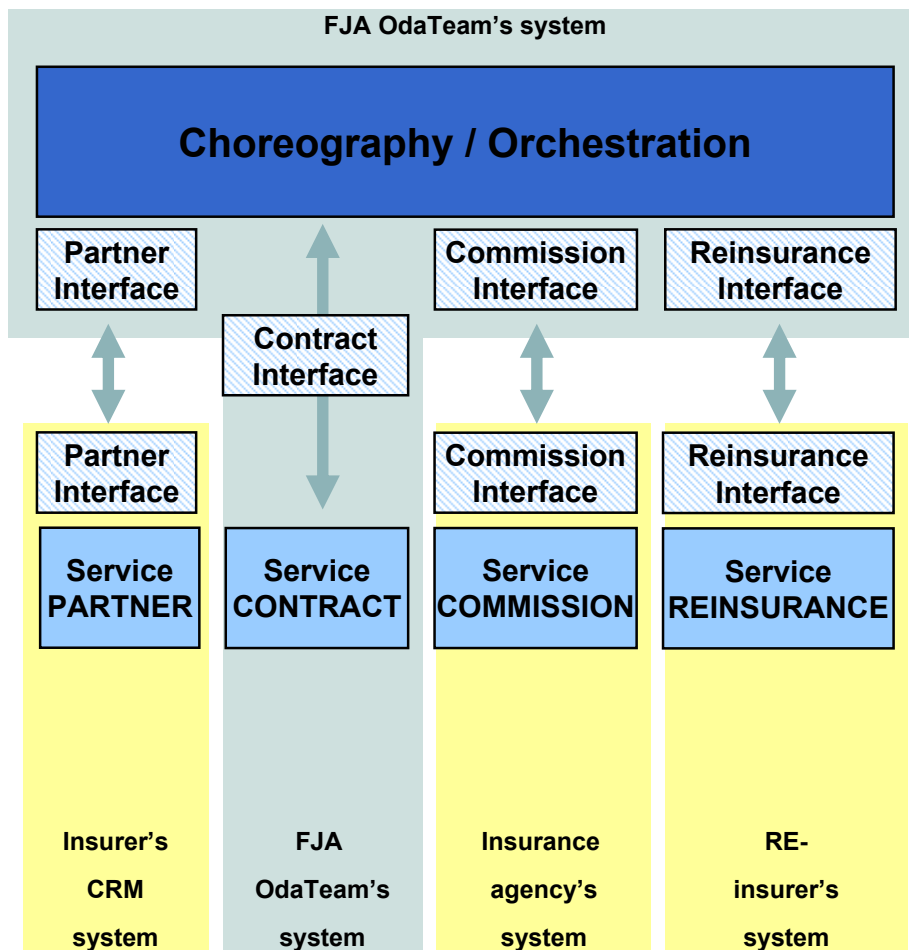 FJA OdaTeam's system
Choreography / Orchestration
Partner
Interface
Commission
Interface
Reinsurance
Interface
Contract
Interface
Partner
Interface
Commission
Interface
Reinsurance
Interface
Service
PARTNER
Service
CONTRACT
Service
COMMISSION
Service
REINSURANCE
Insurer's
CRM
system
FJA
OdaTeam's
system
Insurance
agency's
system
RE-
insurer's
system